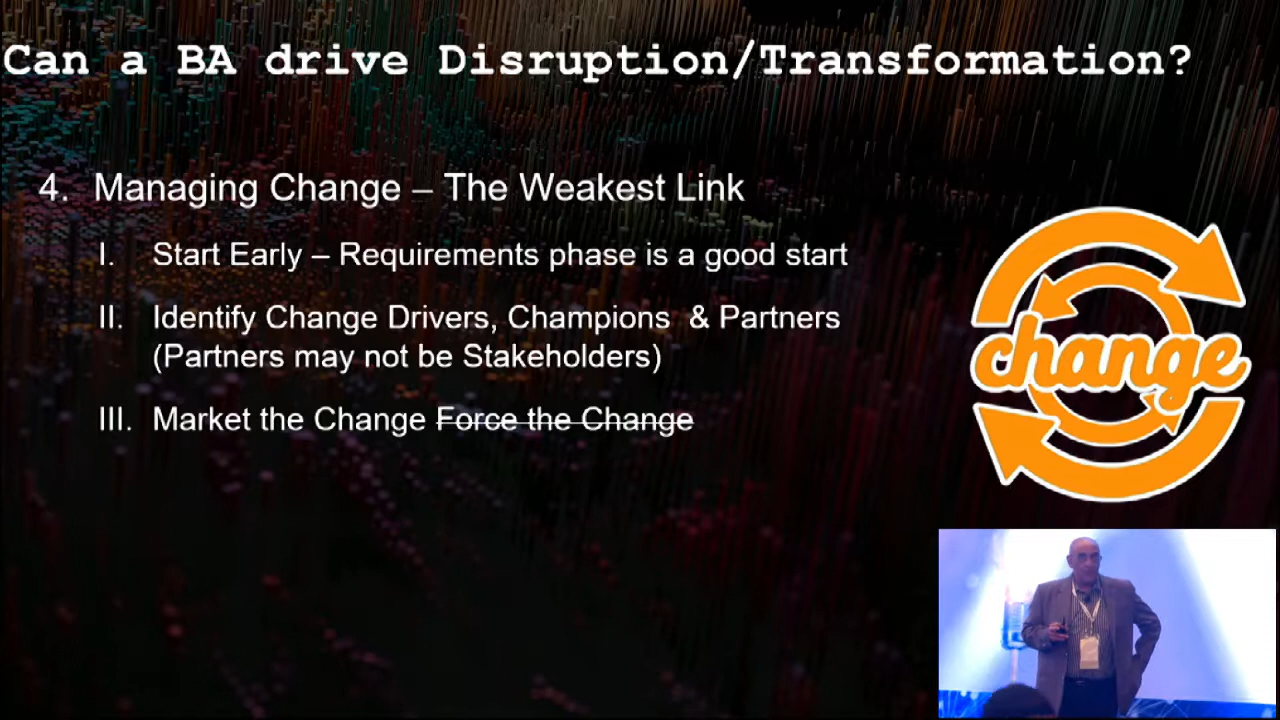 Can a BA drive Disruption/Transformation?
4. Managing Change – The Weakest Link
I. Start Early – Requirements phase is a good start
II. Identify Change Drivers, Champions & Partners
(Partners may not be Stakeholders)
III. Market the Change Force the Change
change